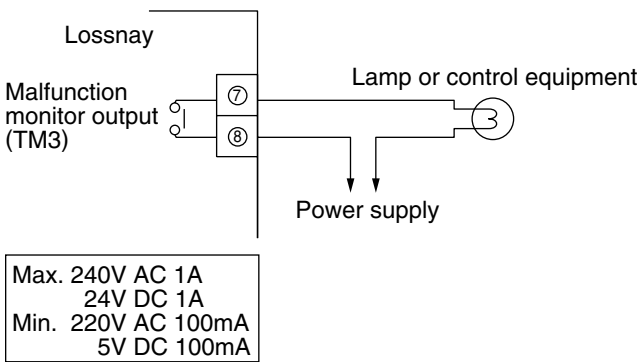 Lossnay
Malfunction
monitor output
(TM3)
⑦
⑧
Lamp or control equipment
Power supply
Max. 240V AC 1A
24V DC 1A
Min. 220V AC 100mA
5V DC 100mA